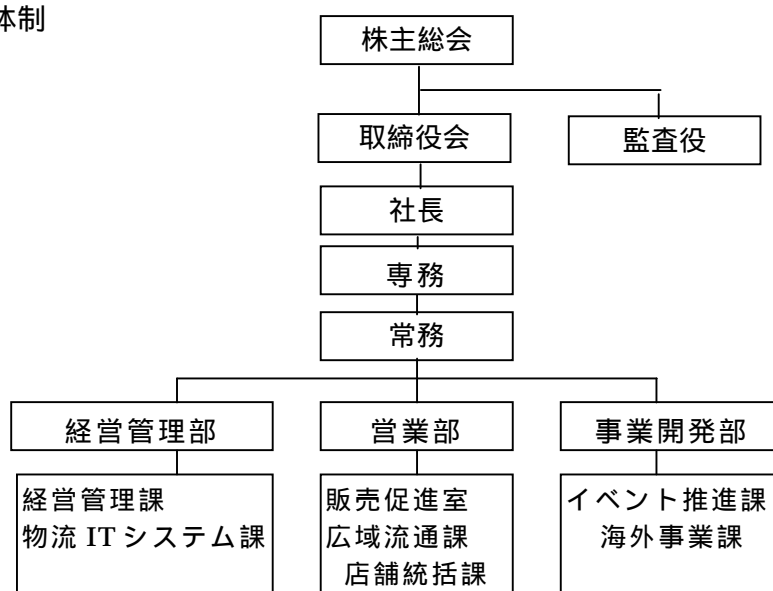 体制
株主総会
取締役会
監査役
社長
専務
常務
経営管理部
営業部
事業開発部
経営管理課
物流 IT システム課
販売促進室
広域流通課
店舗統括課
イベント推進課
海外事業課